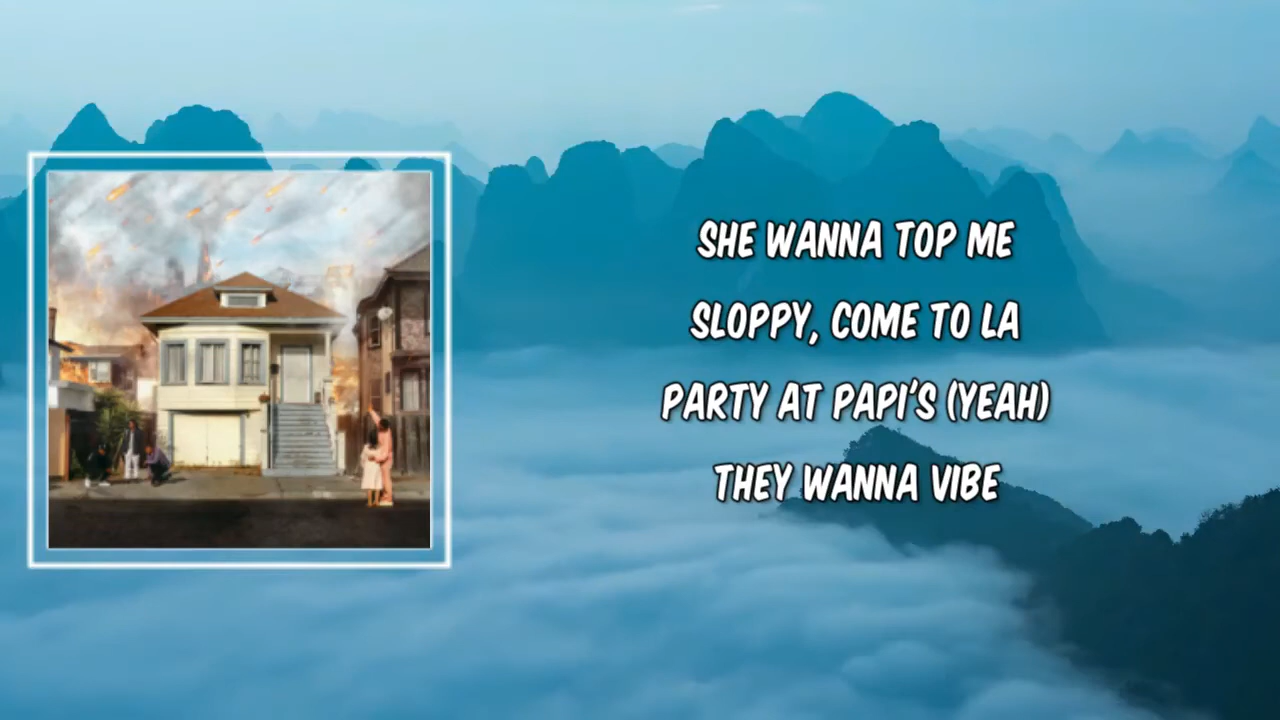 SHE WANNA TOP ME
SLOPPY, COME TO LA
PARTY AT PAPI'S (YEAH)
THEY WANNA VIBE